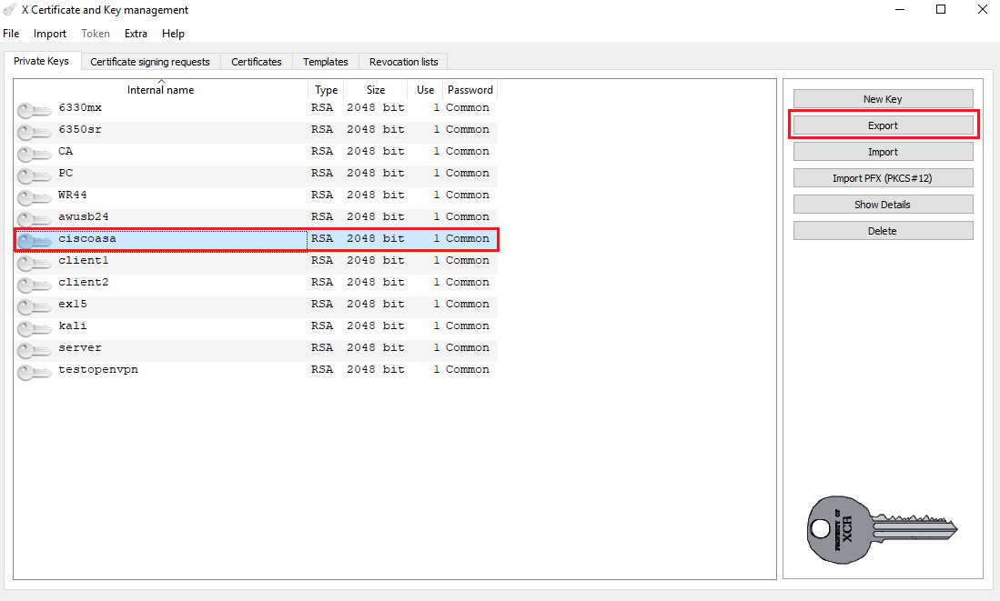 X Certificate and Key management
File Import Token Extra Help
Private Keys Certificate signing requests Certificates Templates Revocation lists
Internal name Type Size Use Password
6330mx RSA 2048 bit 1 Common
6350sr RSA 2048 bit 1 Common
CA RSA 2048 bit 1 Common
PC RSA 2048 bit 1 Common
WR44 RSA 2048 bit 1 Common
awusb24 RSA 2048 bit 1 Common
ciscoasa RSA 2048 bit 1 Common
client1 RSA 2048 bit 1 Common
client2 RSA 2048 bit 1 Common
ex15 RSA 2048 bit 1 Common
kali RSA 2048 bit 1 Common
server RSA 2048 bit 1 Common
testopenvpn RSA 2048 bit 1 Common
New Key
Export
Import
Import PFX (PKCS#12)
Show Details
Delete
PROPERTY OF
XCH